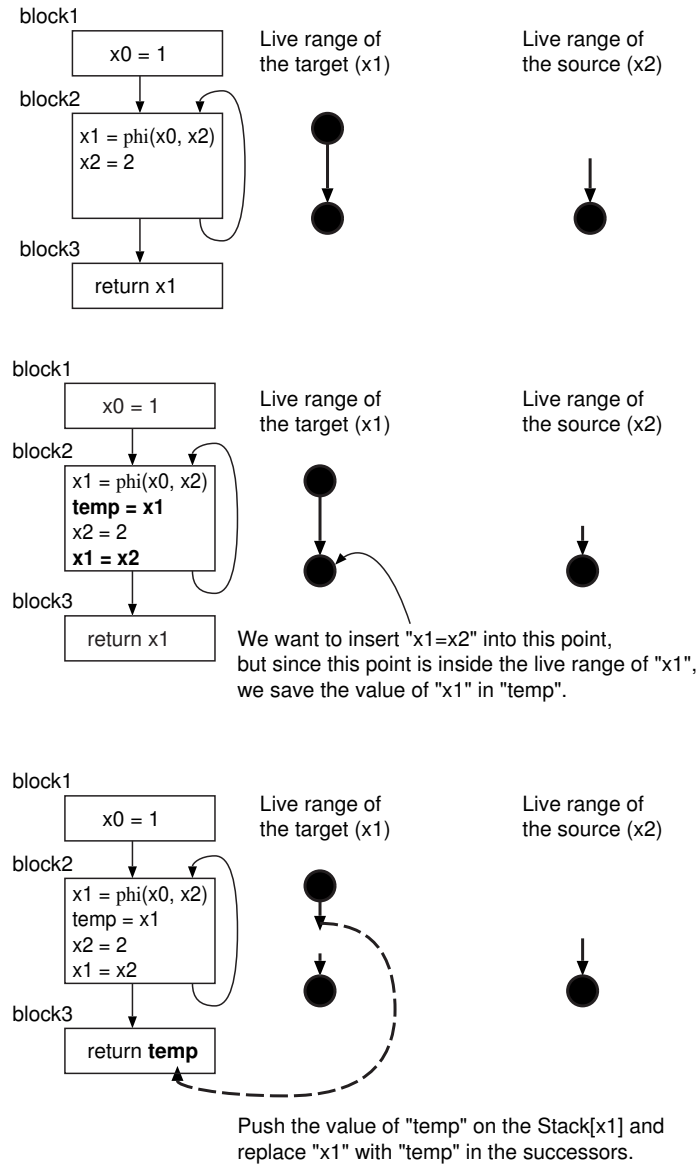 block1
x0 = 1
Live range of
the target (x1)
Live range of
the source (x2)
block2
x1 = phi(x0, x2)
x2 = 2
block3
return x1
block1
x0 = 1
Live range of
the target (x1)
Live range of
the source (x2)
block2
x1 = phi(x0, x2)
temp = x1
x2 = 2
x1 = x2
block3
return x1
We want to insert "x1=x2" into this point,
but since this point is inside the live range of "x1",
we save the value of "x1" in "temp".
block1
x0 = 1
Live range of
the target (x1)
Live range of
the source (x2)
block2
x1 = phi(x0, x2)
temp = x1
x2 = 2
x1 = x2
block3
return temp
Push the value of "temp" on the Stack[x1] and
replace "x1" with "temp" in the successors.